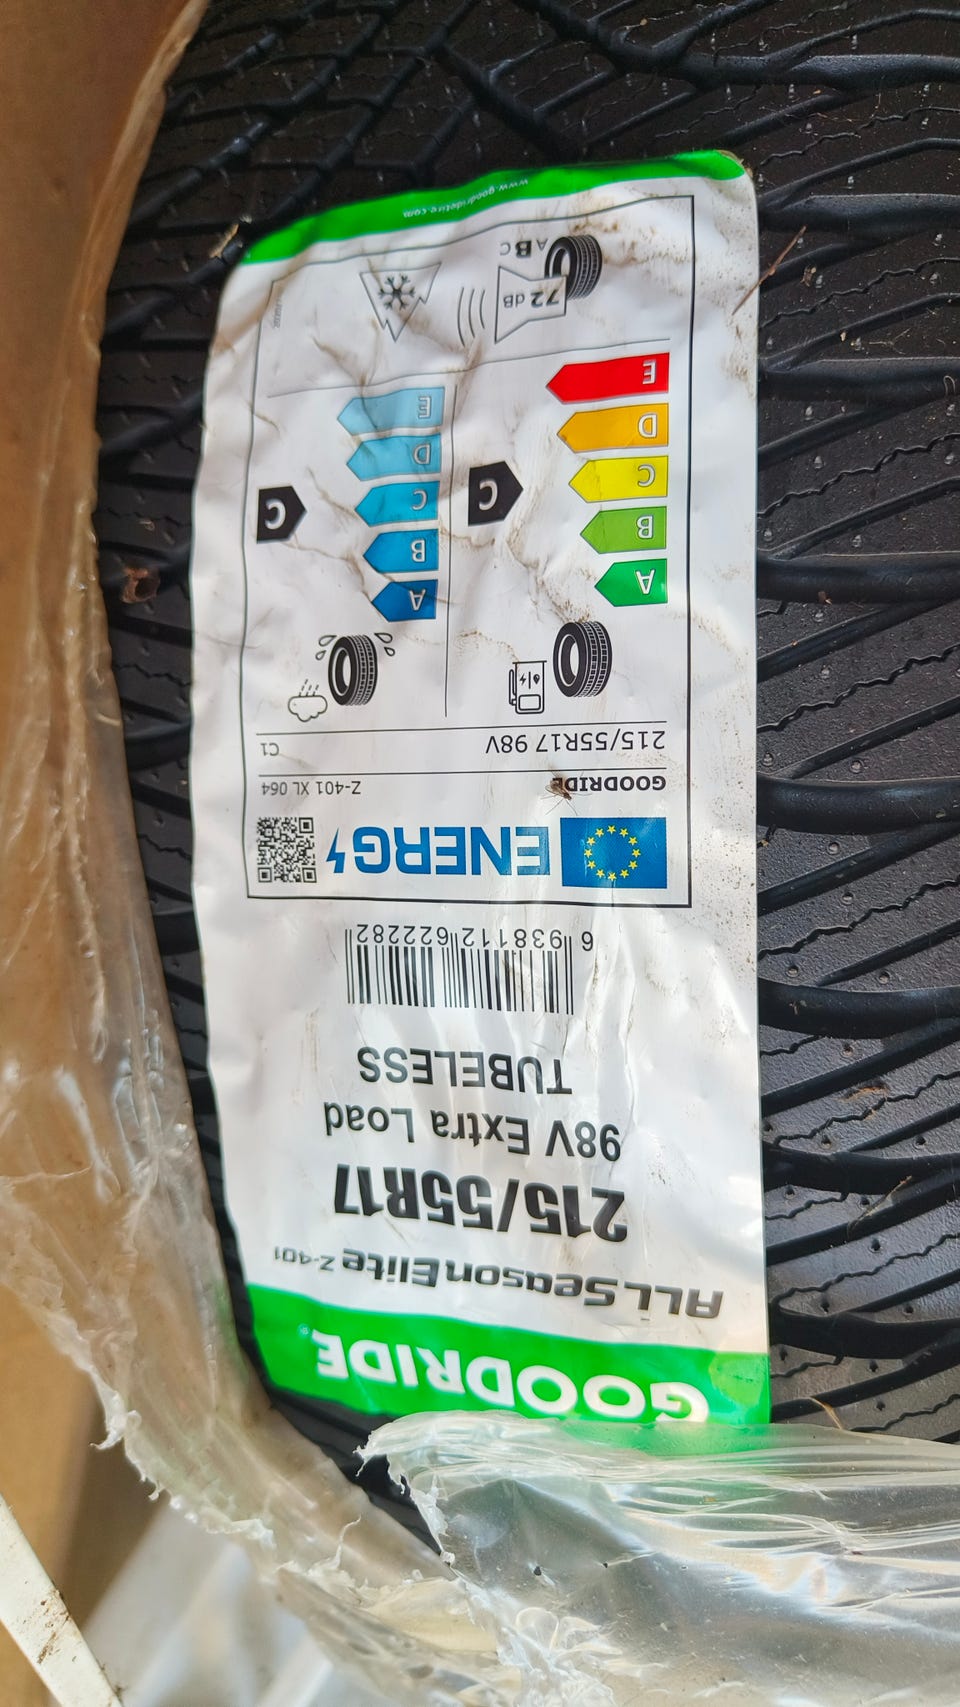 GOODRIDE
ALL Season Elite Z-401
215/55R17
98V Extra Load
TUBELESS
6 938112 622282
ENERG
GOODRIDE Z-401 XL 064
215/55R17 98V C1
A A
B B
C C C C
D D
E E
72 dB
ABC
www.goodridetire.com